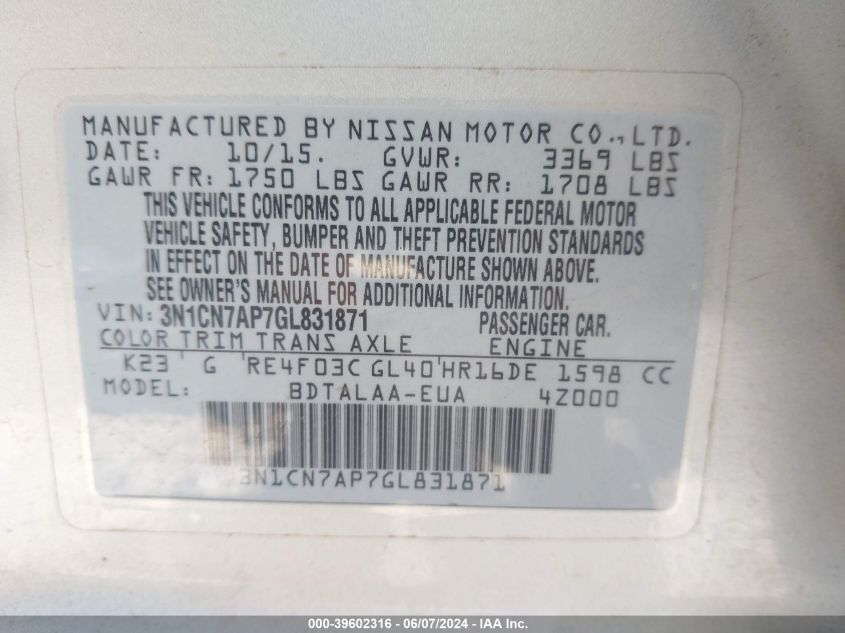 MANUFACTURED BY NISSAN MOTOR CO., LTD.
DATE: 10/15. GVWR: 3369 LBS
GAWR FR: 1750 LBS GAWR RR: 1708 LBS
THIS VEHICLE CONFORMS TO ALL APPLICABLE FEDERAL MOTOR
VEHICLE SAFETY, BUMPER AND THEFT PREVENTION STANDARDS
IN EFFECT ON THE DATE OF MANUFACTURE SHOWN ABOVE.
SEE OWNER'S MANUAL FOR ADDITIONAL INFORMATION.
VIN: 3N1CN7AP7GL831871 PASSENGER CAR.
COLOR TRIM TRANS AXLE ENGINE
K23 G RE4F03C GL40 HR16DE 1598 CC
MODEL: BDTALAA-EUA 4Z000
3N1CN7AP7GL831871
000-39602316 - 06/07/2024 - IAA Inc.